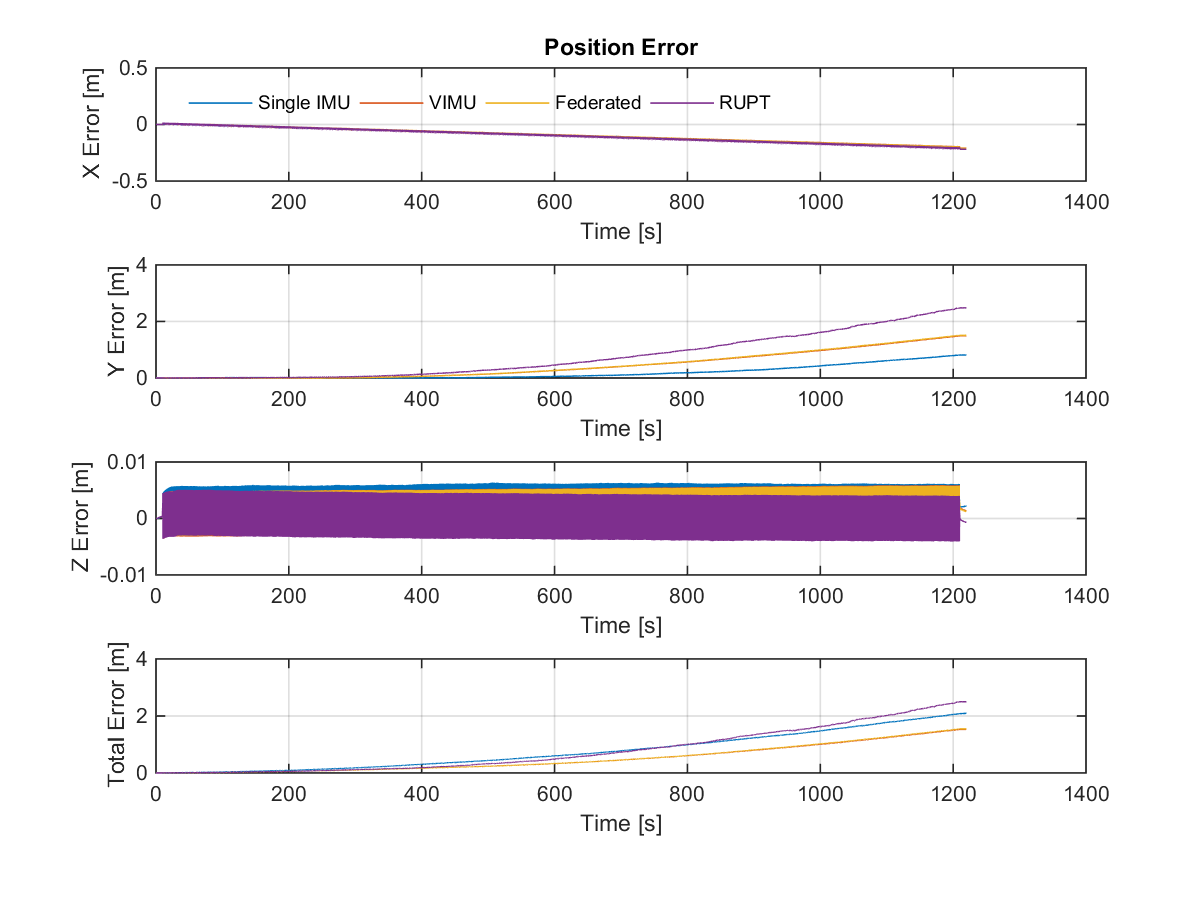 Position Error
X Error [m]
0.5
0
-0.5
Single IMU VIMU Federated RUPT
0 200 400 600 800 1000 1200 1400
Time [s]
Y Error [m]
4
2
0
0 200 400 600 800 1000 1200 1400
Time [s]
Z Error [m]
0.01
0
-0.01
0 200 400 600 800 1000 1200 1400
Time [s]
Total Error [m]
4
2
0
0 200 400 600 800 1000 1200 1400
Time [s]